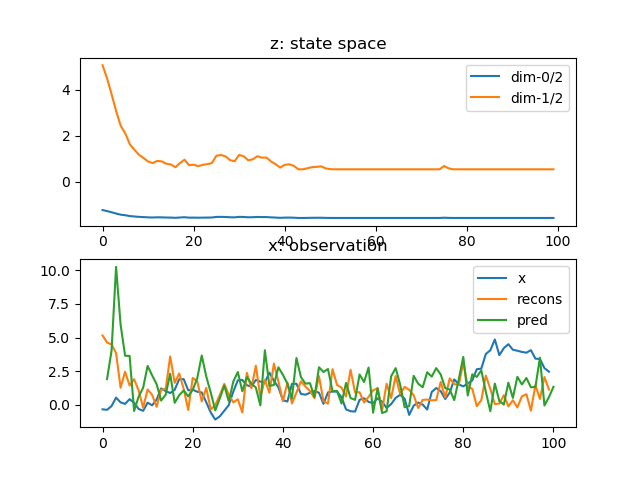 z: state space
dim-0/2
dim-1/2
4
2
0
0 20 40 60 80 100
x: observation
x
recons
pred
10.0
7.5
5.0
2.5
0.0
0 20 40 60 80 100